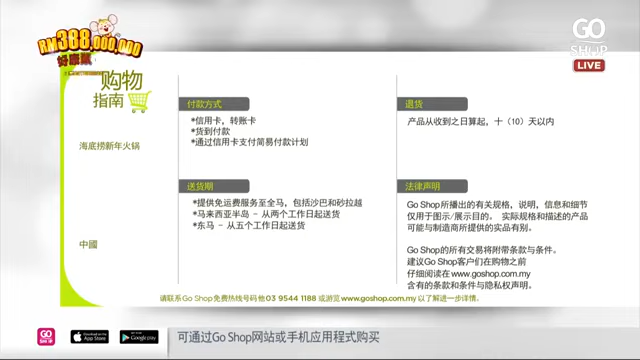 RM388,000,000
GO
SHOP
LIVE
购物
指南
海底捞新年火锅
中國
付款方式
*信用卡，转账卡
*货到付款
*通过信用卡支付简易付款计划
送货期
*提供免运费服务至全马，包括沙巴和砂拉越
*马来西亚半岛 - 从两个工作日起送货
*东马 - 从五个工作日起送货
退货
产品从收到之日算起，十（10）天以内
法律声明
Go Shop所播出的有关规格，说明，信息和细节
仅用于图示/展示目的。 实际规格和描述的产品
可能与制造商所提供的实品有别。
Go Shop的所有交易将附带条款与条件。
建议Go Shop客户们在购物之前
仔细阅读在www.goshop.com.my
含有的条款和条件与隐私权声明。
请联系Go Shop免费热线号码他03 9544 1188 或游览 www.goshop.com.my 以了解进一步详情。
GO
SHOP
Download on the
App Store
Google play
可通过Go Shop网站或手机应用程式购买